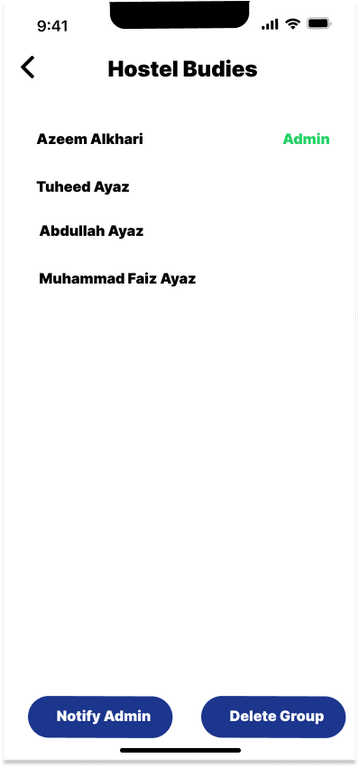 9:41
Hostel Budies
Azeem Alkhari Admin
Tuheed Ayaz
Abdullah Ayaz
Muhammad Faiz Ayaz
Notify Admin Delete Group